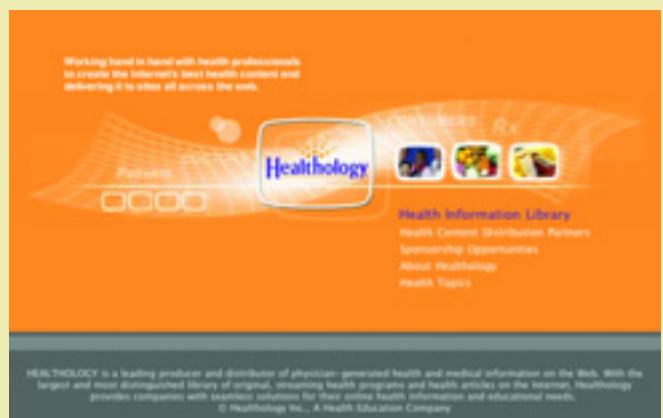 Working hand in hand with health professionals
to create the Internet's best health content and
delivering it to sites all across the web.
CONSUMERS Rx
DOCTORS
Patients
Healthology
Health Information Library
Health Content Distribution Partners
Sponsorship Opportunities
About Healthology
Health Topics
HEALTHOLOGY is a leading producer and distributor of physician-generated health and medical information on the Web. With the
largest and most distinguished library of original, streaming health programs and health articles on the Internet, Healthology
provides companies with seamless solutions for their online health information and educational needs.
© Healthology Inc., A Health Education Company